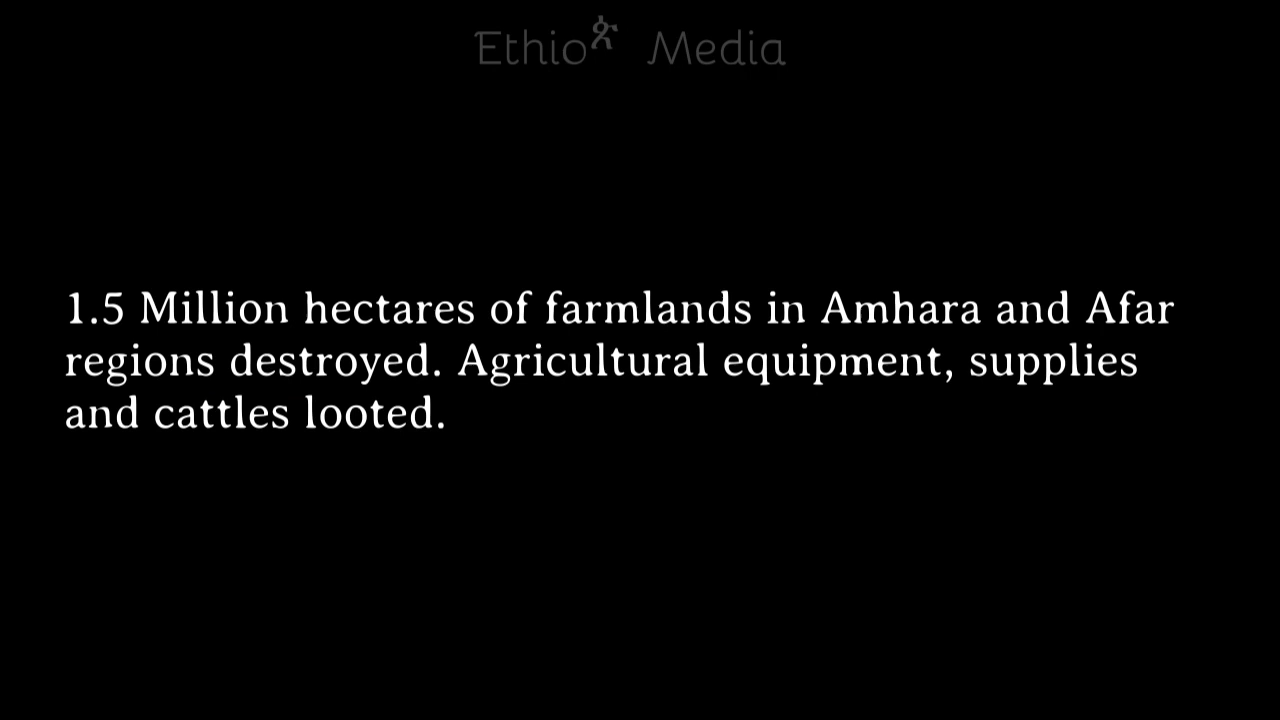 Ethio Media
1.5 Million hectares of farmlands in Amhara and Afar
regions destroyed. Agricultural equipment, supplies
and cattles looted.